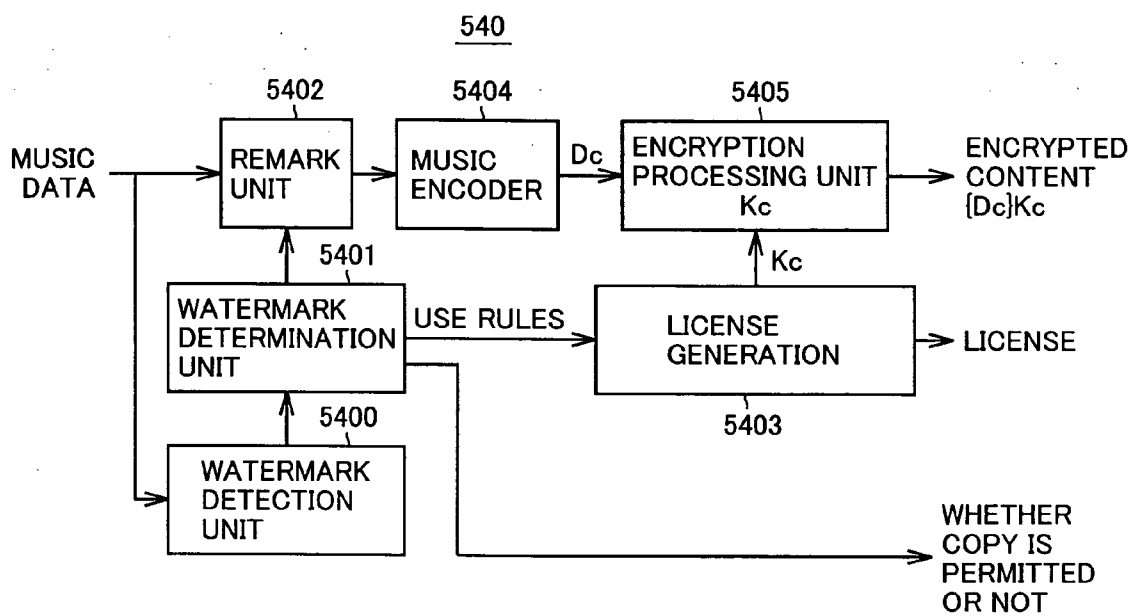 540
5402
5404
5405
MUSIC
DATA
REMARK
UNIT
MUSIC
ENCODER
Dc
ENCRYPTION
PROCESSING UNIT
Kc
ENCRYPTED
CONTENT
{Dc}Kc
5401
Kc
WATERMARK
DETERMINATION
UNIT
USE RULES
LICENSE
GENERATION
LICENSE
5403
5400
WATERMARK
DETECTION
UNIT
WHETHER
COPY IS
PERMITTED
OR NOT